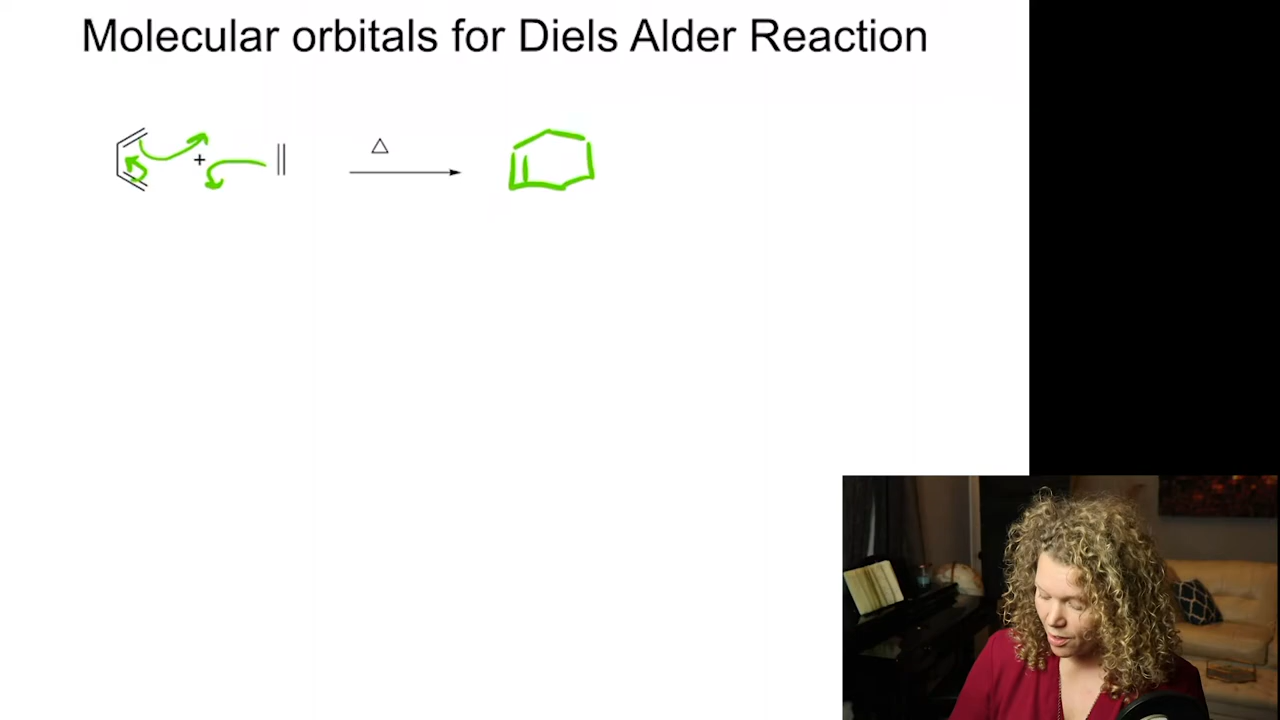 Molecular orbitals for Diels Alder Reaction
+ △